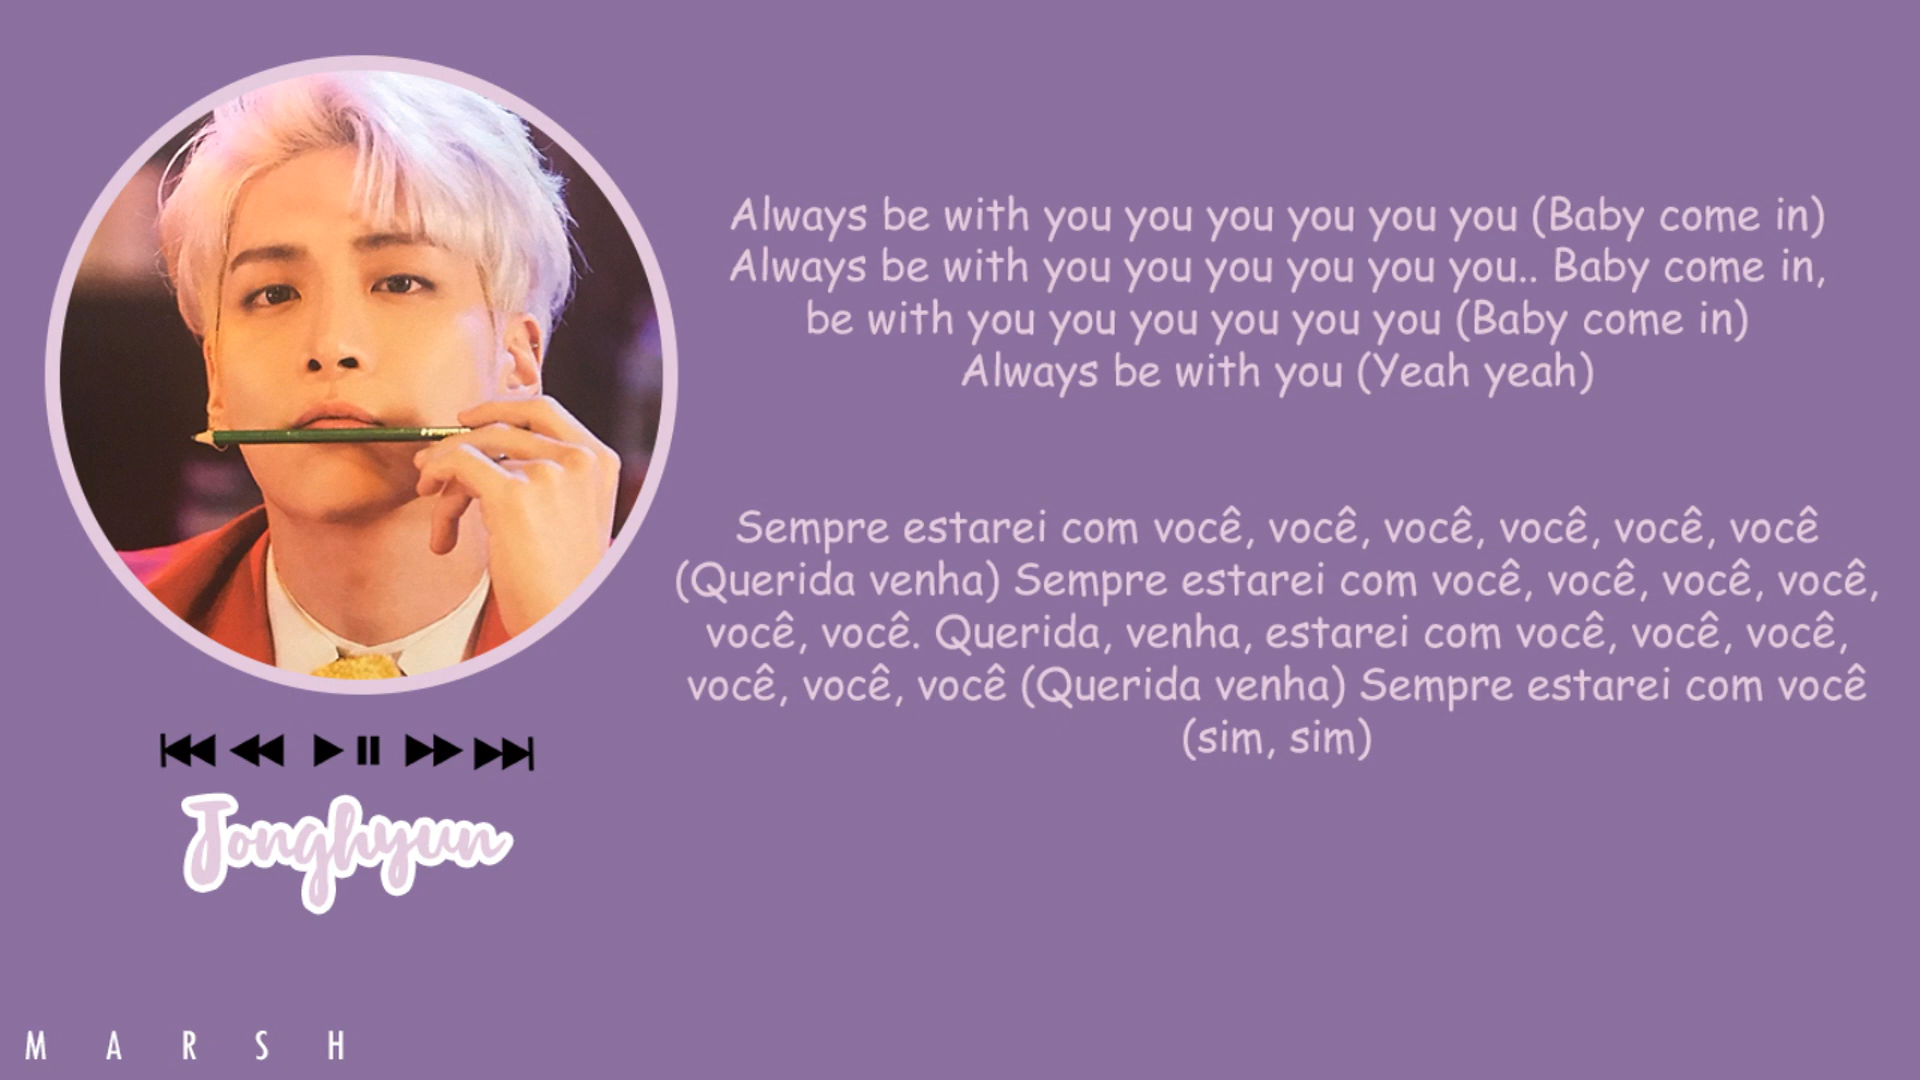 Always be with you you you you you you (Baby come in)
Always be with you you you you you you.. Baby come in,
be with you you you you you you (Baby come in)
Always be with you (Yeah yeah)
Sempre estarei com você, você, você, você, você, você
(Querida venha) Sempre estarei com você, você, você, você,
você, você. Querida, venha, estarei com você, você, você,
você, você, você (Querida venha) Sempre estarei com você
(sim, sim)
Jonghyun
MARSH